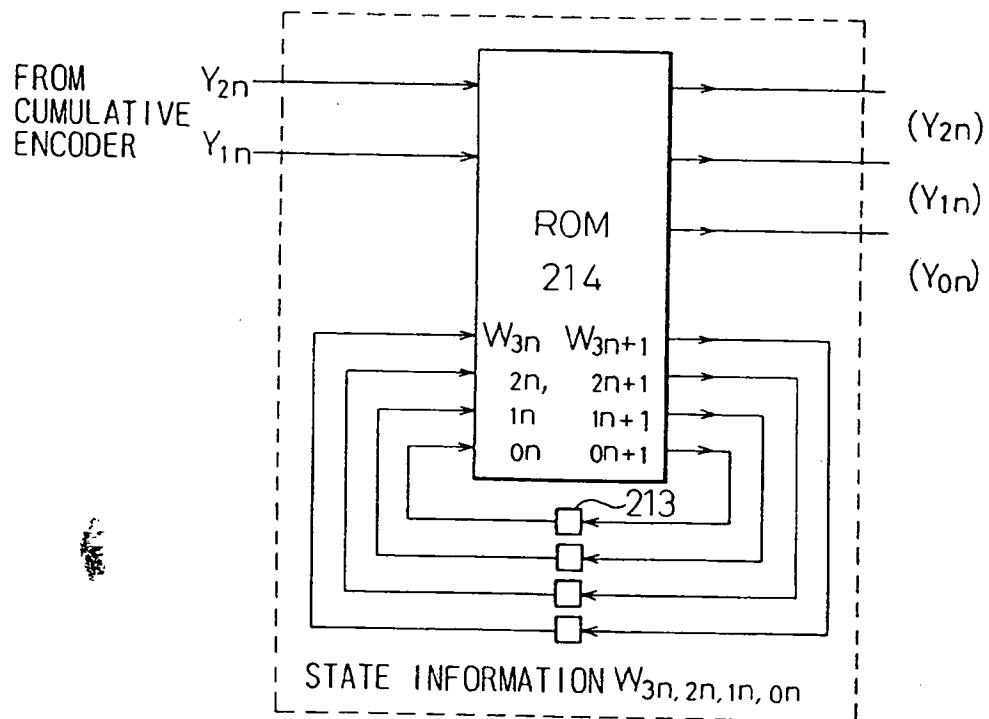 FROM
CUMULATIVE
ENCODER
Y2n
Y1n
(Y2n)
(Y1n)
(Y0n)
ROM
214
W3n W3n+1
2n, 2n+1
1n 1n+1
0n 0n+1
213
STATE INFORMATION W3n, 2n, 1n, 0n